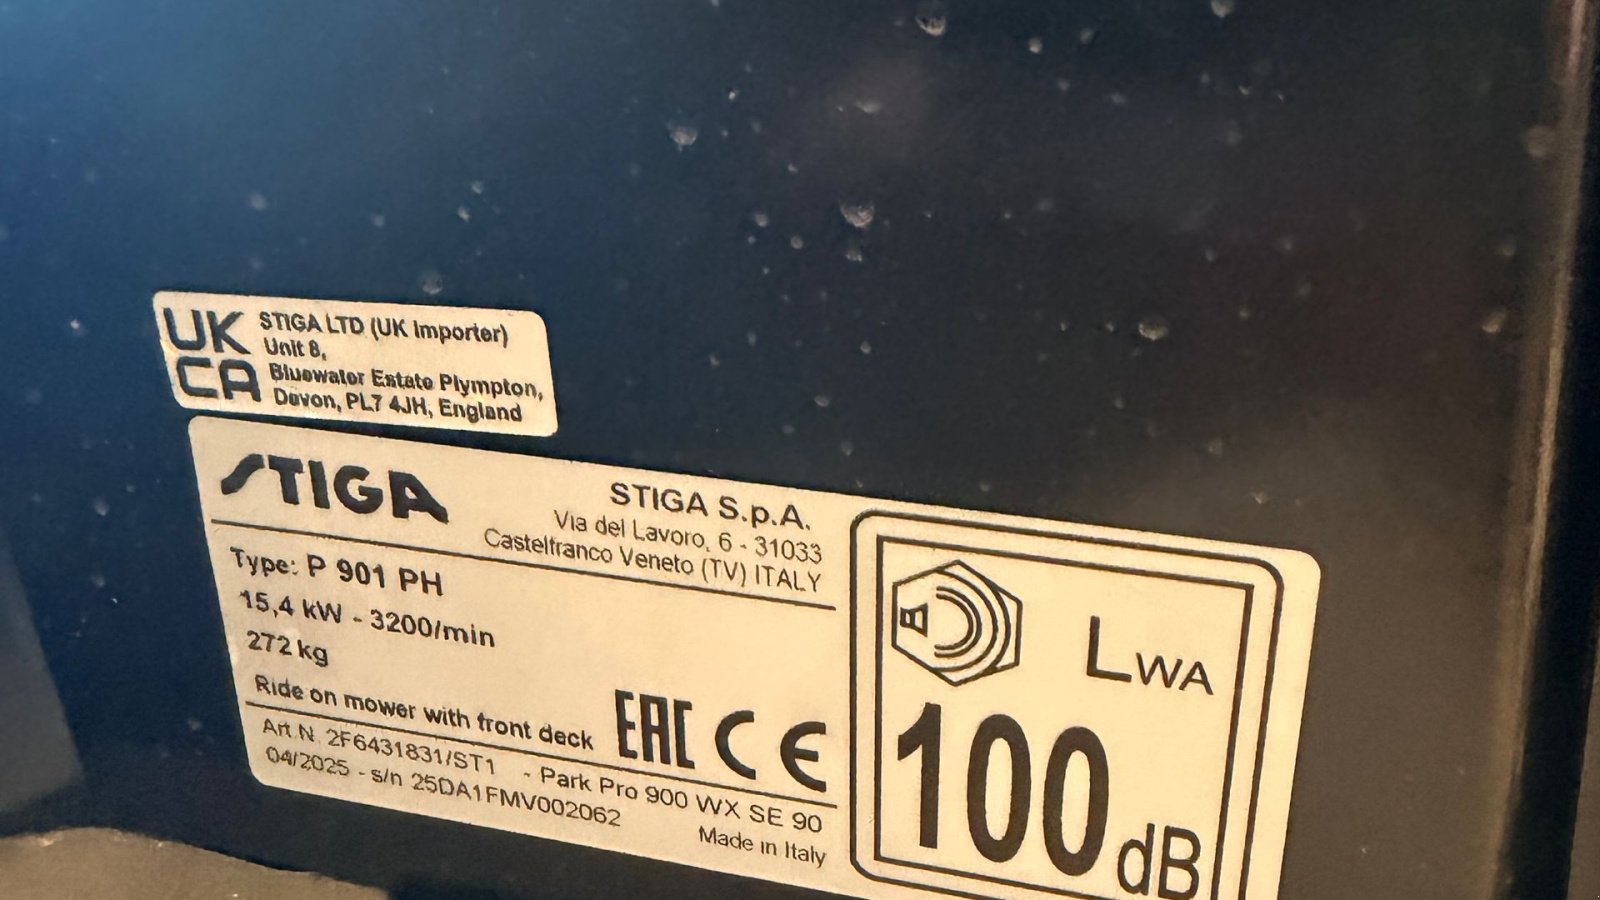 UK
CA
STIGA LTD (UK Importer)
Unit 8,
Bluewater Estate Plympton,
Devon, PL7 4JH, England
STIGA
STIGA S.p.A.
Via del Lavoro, 6 - 31033
Castelfranco Veneto (TV) ITALY
Type: P 901 PH
15,4 kW - 3200/min
272 kg
Ride on mower with front deck
EAC CE
Art.N. 2F6431831/ST1 - Park Pro 900 WX SE 90
04/2025 - s/n 25DA1FMV002062
Made in Italy
LWA
100 dB